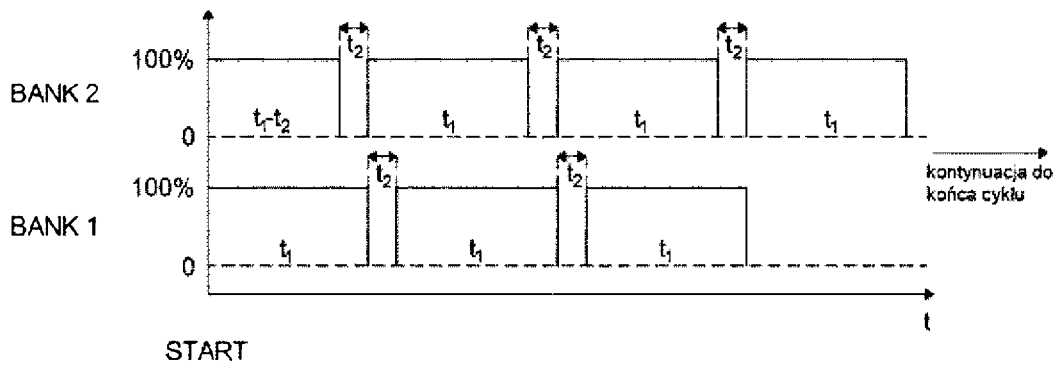 t₂ t₂ t₂
100%
BANK 2
t₁-t₂ t₁ t₁ t₁
0
t₂ t₂
kontynuacja do
końca cyklu
100%
BANK 1
t₁ t₁ t₁
0
t
START